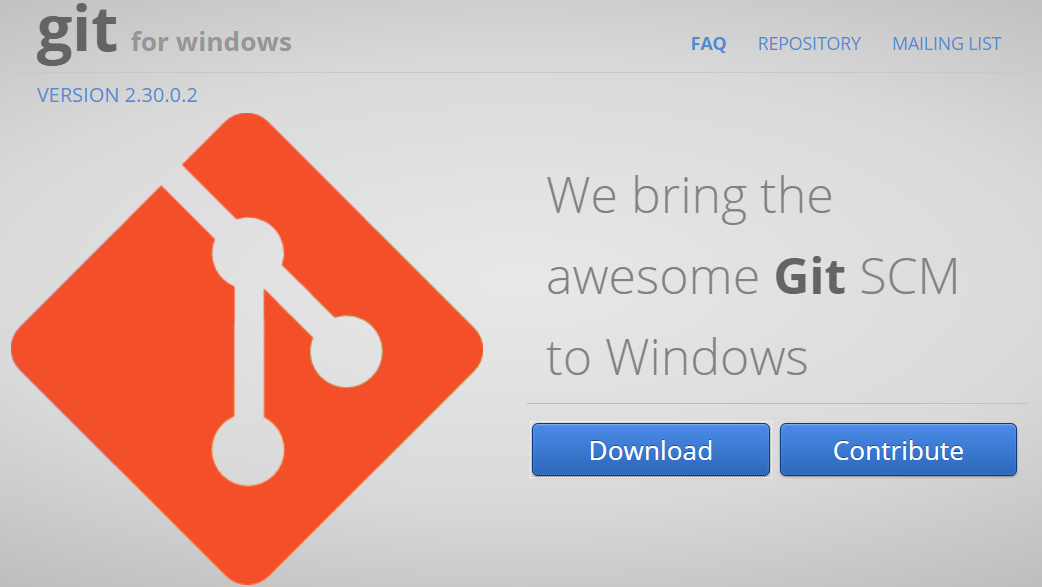 git for windows
FAQ REPOSITORY MAILING LIST
VERSION 2.30.0.2
We bring the
awesome Git SCM
to Windows
Download Contribute